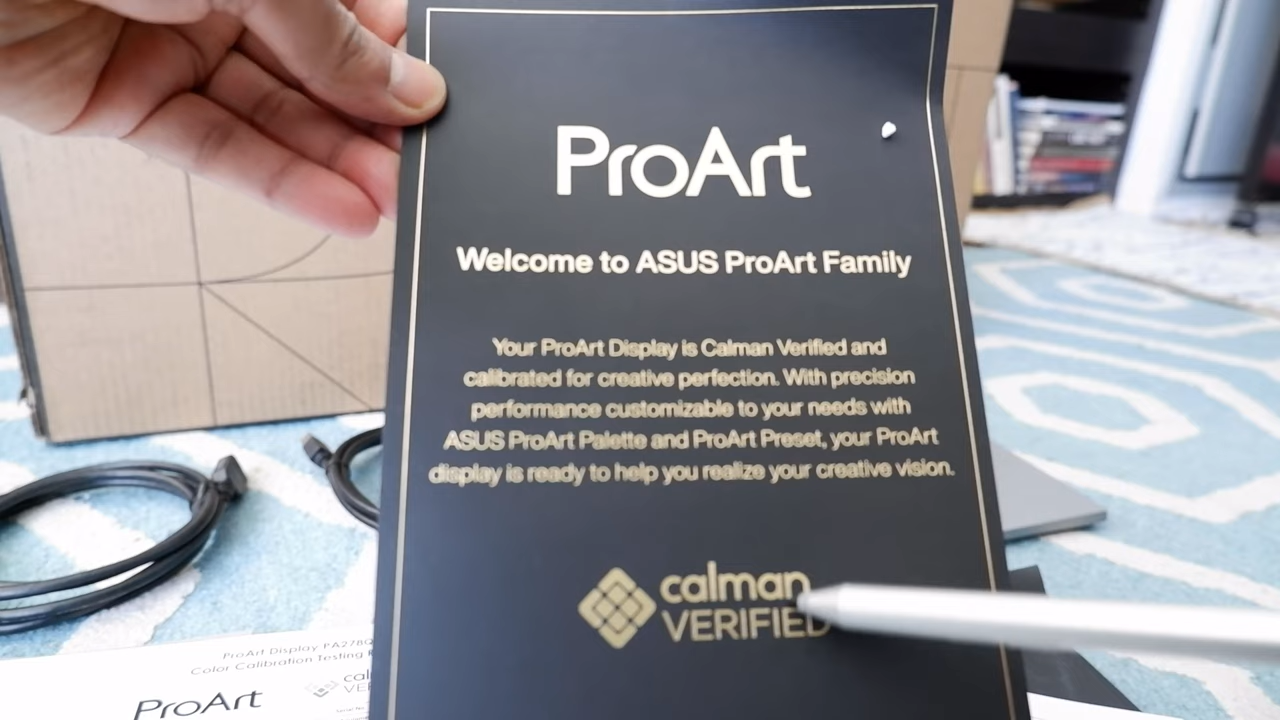 ProArt
Welcome to ASUS ProArt Family
Your ProArt Display is Calman Verified and
calibrated for creative perfection. With precision
performance customizable to your needs with
ASUS ProArt Palette and ProArt Preset, your ProArt
display is ready to help you realize your creative vision.
calman
VERIFIED
ProArt Display PA278Q
Color Calibration Testing
ProArt
cal
VE